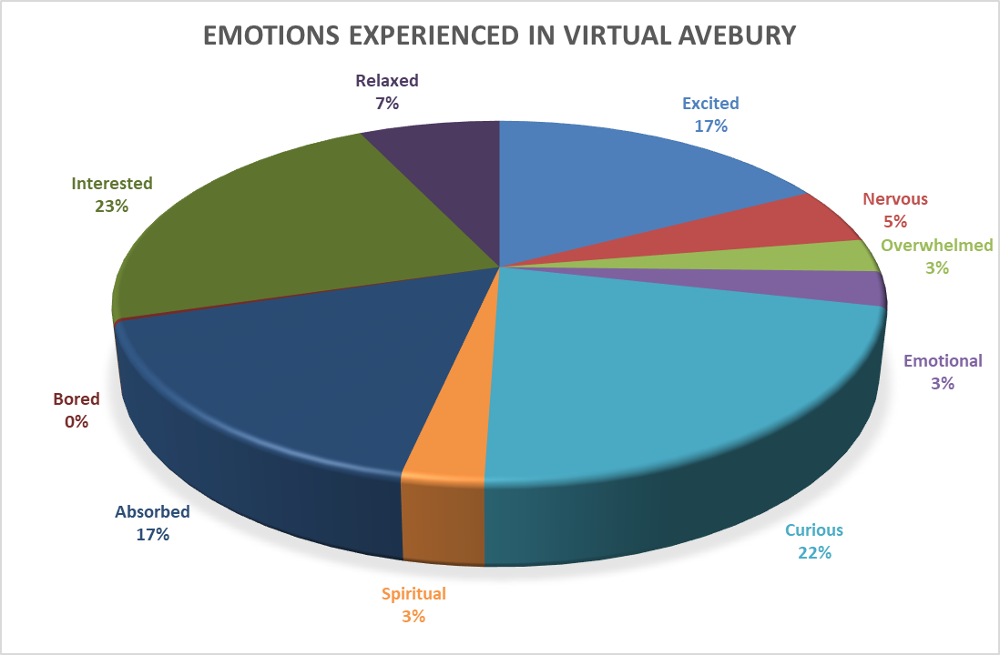 EMOTIONS EXPERIENCED IN VIRTUAL AVEBURY
Relaxed
7%
Excited
17%
Interested
23%
Nervous
5%
Overwhelmed
3%
Emotional
3%
Bored
0%
Absorbed
17%
Curious
22%
Spiritual
3%